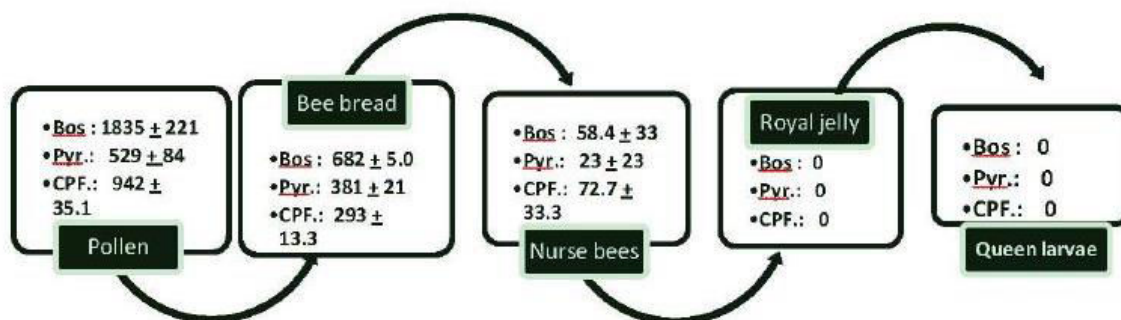 •Bos : 1835 ± 221
•Pyr.: 529 ± 84
•CPF.: 942 ±
35.1
Pollen
Bee bread
•Bos : 682 ± 5.0
•Pyr.: 381 ± 21
•CPF.: 293 ±
13.3
•Bos : 58.4 ± 33
•Pyr.: 23 ± 23
•CPF.: 72.7 ±
33.3
Nurse bees
Royal jelly
•Bos : 0
•Pyr.: 0
•CPF.: 0
•Bos : 0
•Pyr.: 0
•CPF.: 0
Queen larvae